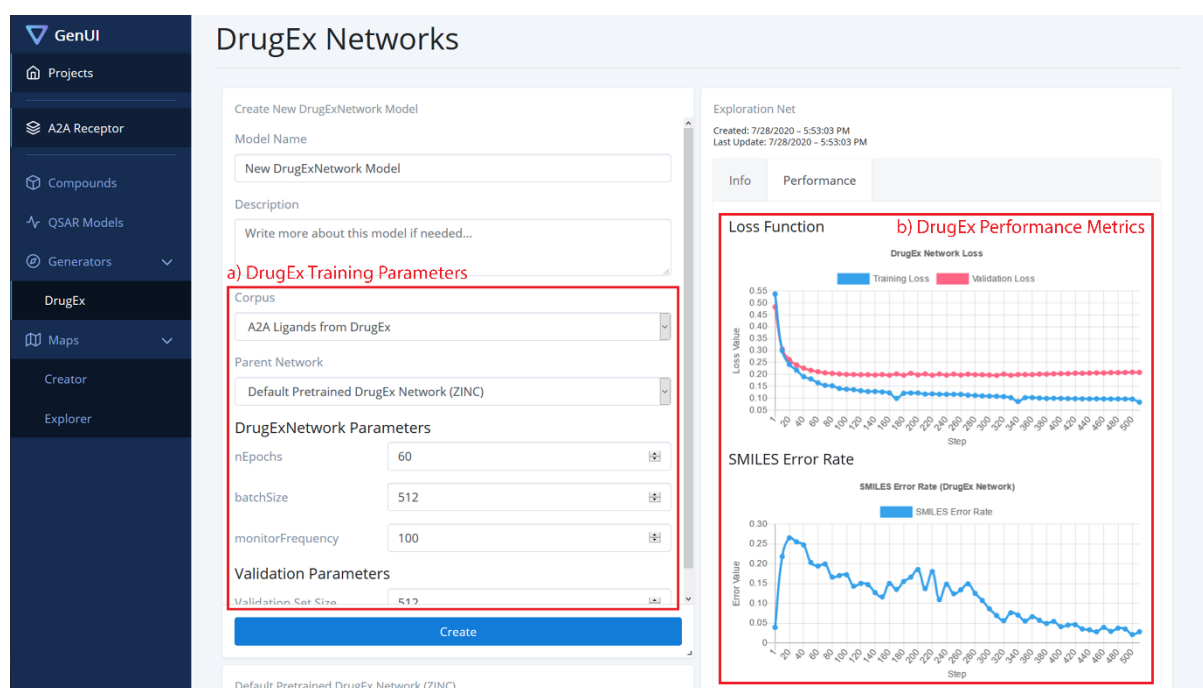 GenUI
Projects
A2A Receptor
Compounds
QSAR Models
Generators
DrugEx
Maps
Creator
Explorer
DrugEx Networks
Create New DrugExNetwork Model
Model Name
New DrugExNetwork Model
Description
Write more about this model if needed...
a) DrugEx Training Parameters
Corpus
A2A Ligands from DrugEx
Parent Network
Default Pretrained DrugEx Network (ZINC)
DrugExNetwork Parameters
nEpochs 60
batchSize 512
monitorFrequency 100
Validation Parameters
Validation Set Size 512
Create
Default Pretrained DrugEx Network (ZINC)
Exploration Net
Created: 7/28/2020 – 5:53:03 PM
Last Update: 7/28/2020 – 5:53:03 PM
Info Performance
Loss Function b) DrugEx Performance Metrics
DrugEx Network Loss
Training Loss Validation Loss
Loss Value
0.55
0.50
0.45
0.40
0.35
0.30
0.25
0.20
0.15
0.10
0.05
1 20 40 60 80 100 120 140 160 180 200 220 240 260 280 300 320 340 360 380 400 420 440 460 480 500
Step
SMILES Error Rate
SMILES Error Rate (DrugEx Network)
SMILES Error Rate
Error Value
0.30
0.25
0.20
0.15
0.10
0.05
0
1 20 40 60 80 100 120 140 160 180 200 220 240 260 280 300 320 340 360 380 400 420 440 460 480 500
Step